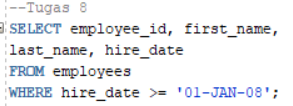 --Tugas 8
SELECT employee_id, first_name,
last_name, hire_date
FROM employees
WHERE hire_date >= '01-JAN-08';